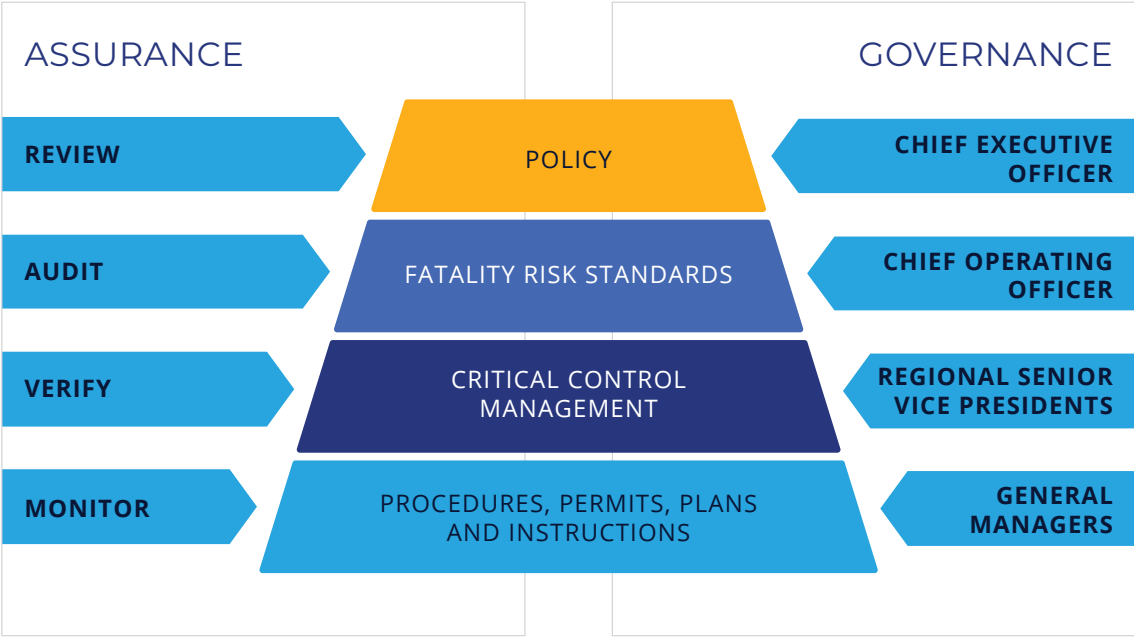 ASSURANCE
GOVERNANCE
REVIEW
POLICY
CHIEF EXECUTIVE
OFFICER
AUDIT
FATALITY RISK STANDARDS
CHIEF OPERATING
OFFICER
VERIFY
CRITICAL CONTROL
MANAGEMENT
REGIONAL SENIOR
VICE PRESIDENTS
MONITOR
PROCEDURES, PERMITS, PLANS
AND INSTRUCTIONS
GENERAL
MANAGERS